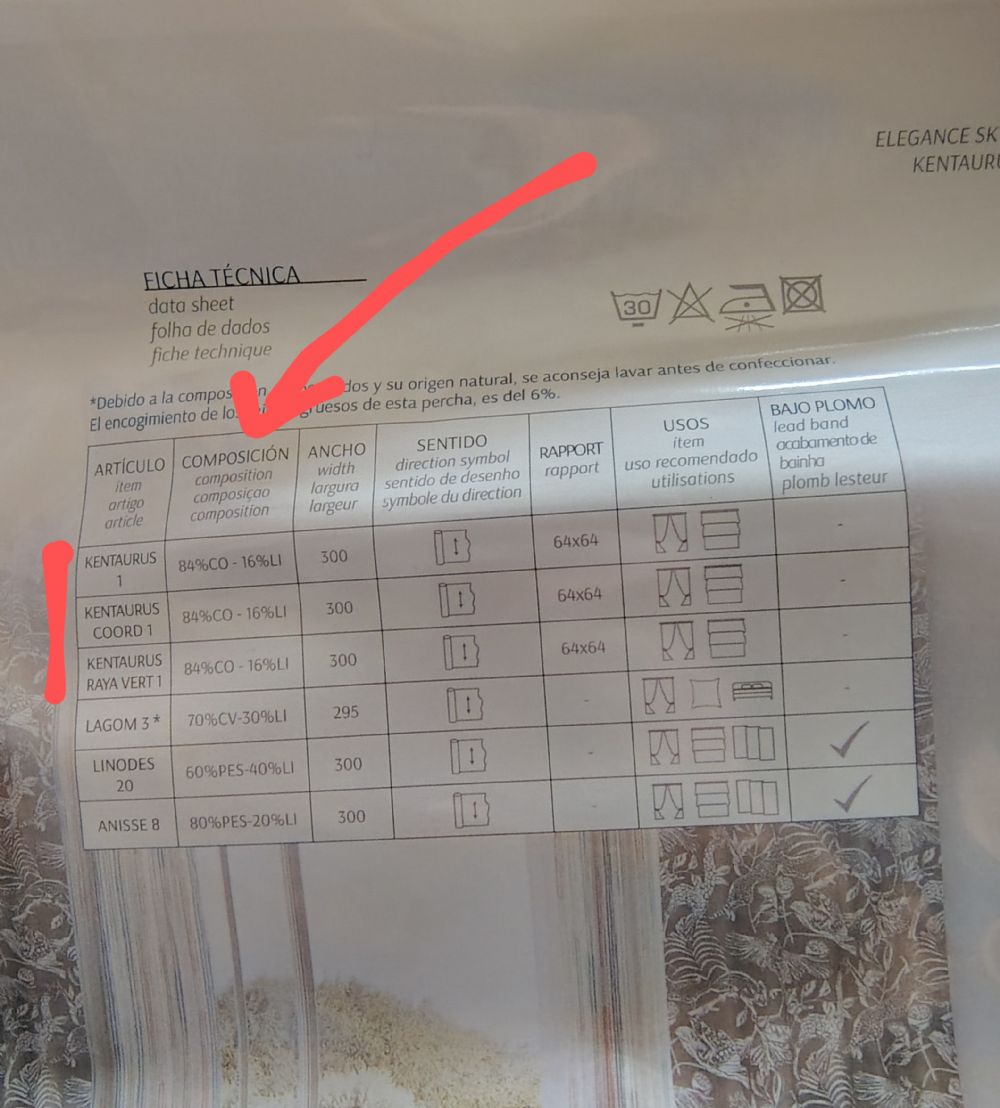 ELEGANCE SK
KENTAURU
FICHA TÉCNICA
data sheet
folha de dados
fiche technique
30
*Debido a la y su origen natural, se aconseja lavar antes de confeccionar.
El encogimiento de de esta percha, es del 6%.
ARTÍCULO
item
artigo
article
COMPOSICIÓN
composition
composiçao
composition
ANCHO
width
largura
largeur
SENTIDO
direction symbol
sentido de desenho
symbole du direction
RAPPORT
rapport
USOS
item
uso recomendado
utilisations
BAJO PLOMO
lead band
acabamento de
bainha
plomb lesteur
KENTAURUS
1
84%CO - 16%LI
300
64x64
-
KENTAURUS
COORD 1
84%CO - 16%LI
300
64x64
-
KENTAURUS
RAYA VERT 1
84%CO - 16%LI
300
64x64
-
LAGOM 3 *
70%CV-30%LI
295
-
-
LINODES
20
60%PES-40%LI
300
-
ANISSE 8
80%PES-20%LI
300
-